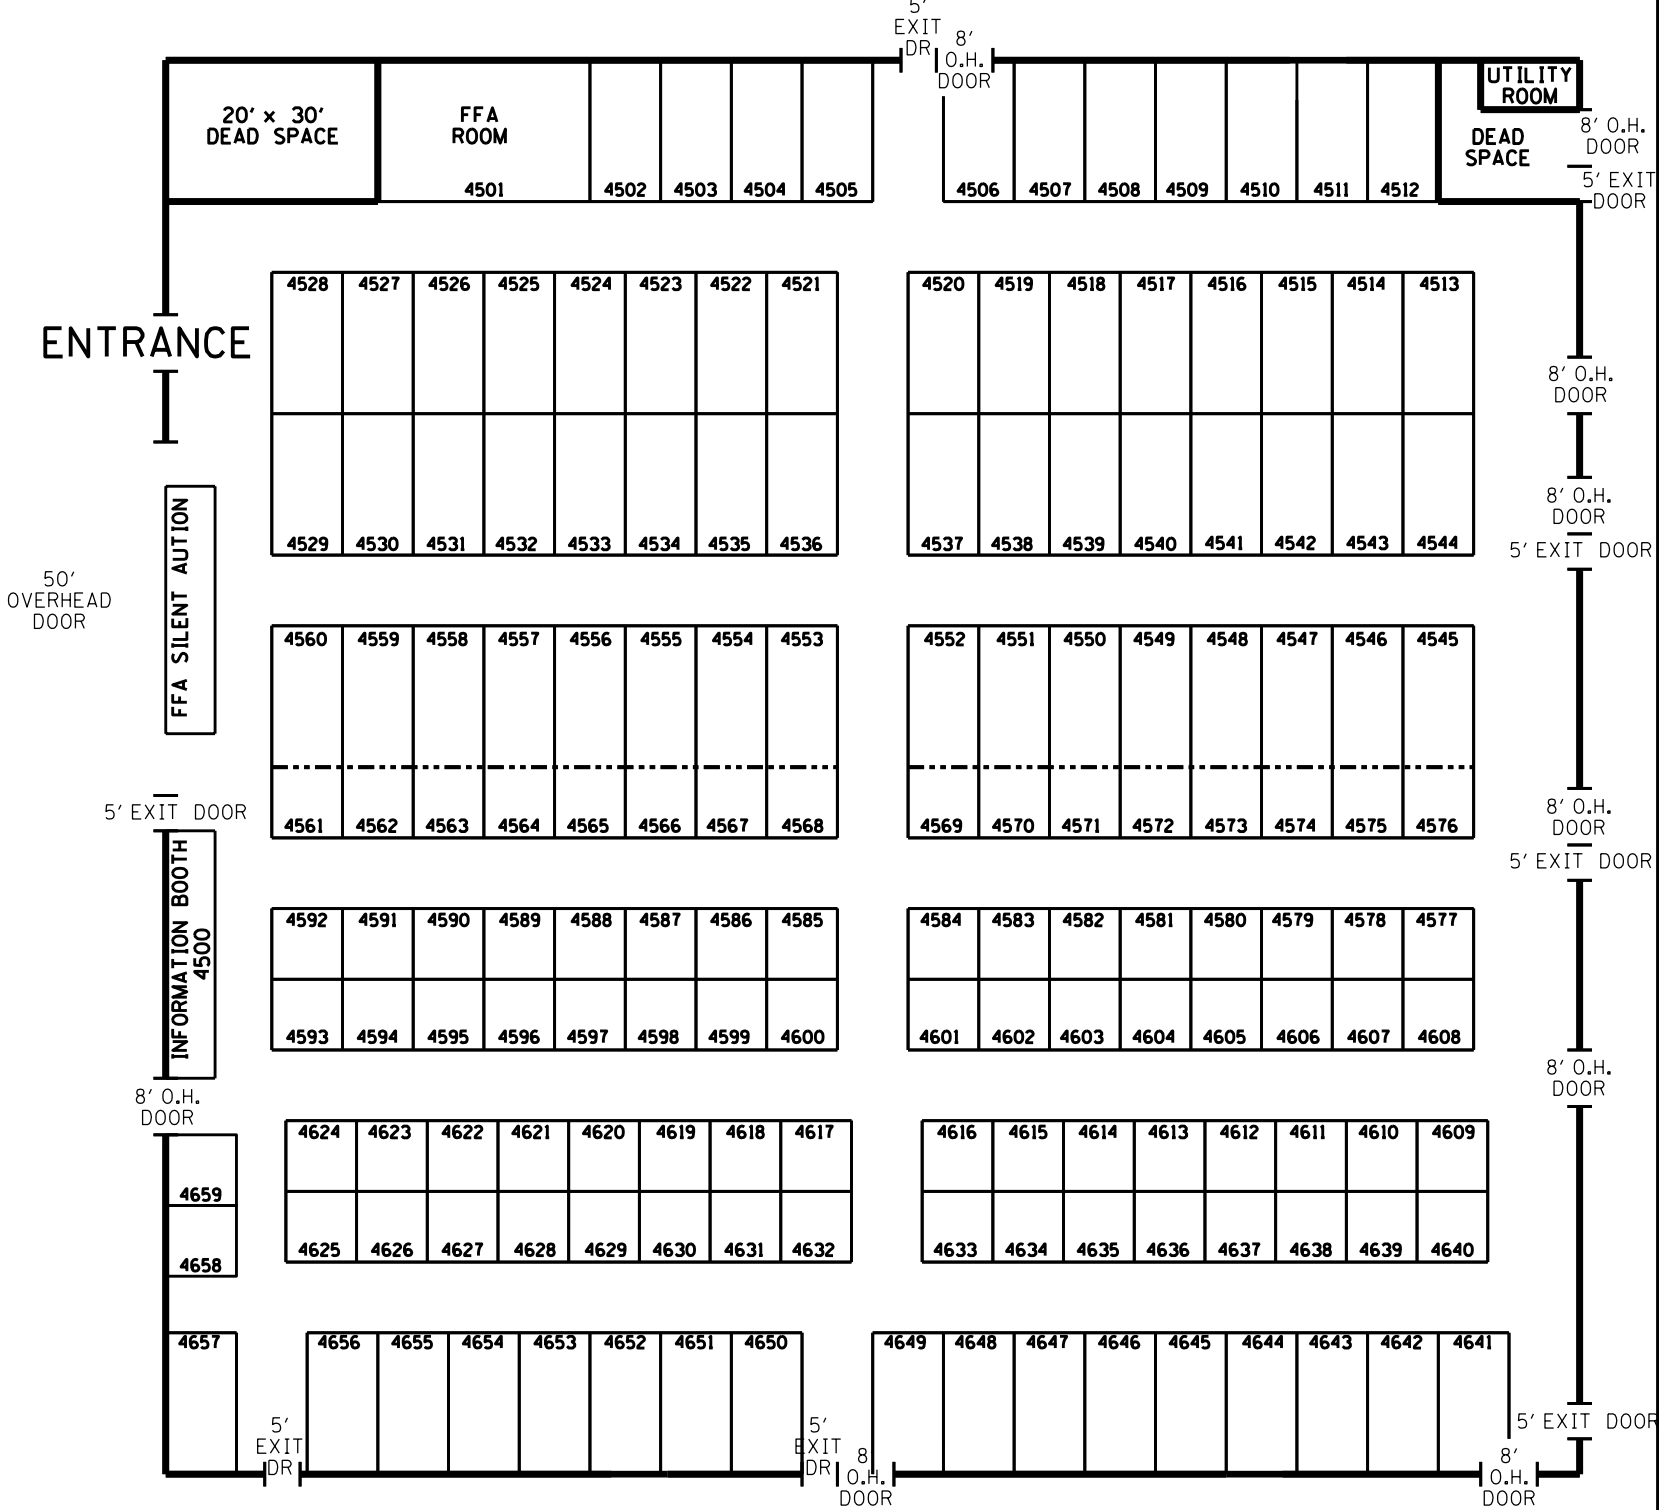 5'
EXIT
DR
8'
O.H.
DOOR
UTILITY
ROOM
20' x 30'
DEAD SPACE
FFA
ROOM
8' O.H.
DOOR
DEAD
SPACE
5' EXIT
DOOR
4501 4502 4503 4504 4505 4506 4507 4508 4509 4510 4511 4512
4528 4527 4526 4525 4524 4523 4522 4521 4520 4519 4518 4517 4516 4515 4514 4513
ENTRANCE
8' O.H.
DOOR
8' O.H.
DOOR
4529 4530 4531 4532 4533 4534 4535 4536 4537 4538 4539 4540 4541 4542 4543 4544
5' EXIT DOOR
FFA SILENT AUTION
50'
OVERHEAD
DOOR
4560 4559 4558 4557 4556 4555 4554 4553 4552 4551 4550 4549 4548 4547 4546 4545
5' EXIT DOOR
8' O.H.
DOOR
4561 4562 4563 4564 4565 4566 4567 4568 4569 4570 4571 4572 4573 4574 4575 4576
5' EXIT DOOR
INFORMATION BOOTH
4500
4592 4591 4590 4589 4588 4587 4586 4585 4584 4583 4582 4581 4580 4579 4578 4577
4593 4594 4595 4596 4597 4598 4599 4600 4601 4602 4603 4604 4605 4606 4607 4608
8' O.H.
DOOR
8' O.H.
DOOR
4624 4623 4622 4621 4620 4619 4618 4617 4616 4615 4614 4613 4612 4611 4610 4609
4659
4625 4626 4627 4628 4629 4630 4631 4632 4633 4634 4635 4636 4637 4638 4639 4640
4658
4657 4656 4655 4654 4653 4652 4651 4650 4649 4648 4647 4646 4645 4644 4643 4642 4641
5'
EXIT
DR
5'
EXIT
DR
8
O.H.
DOOR
5' EXIT DOOR
8'
O.H.
DOOR